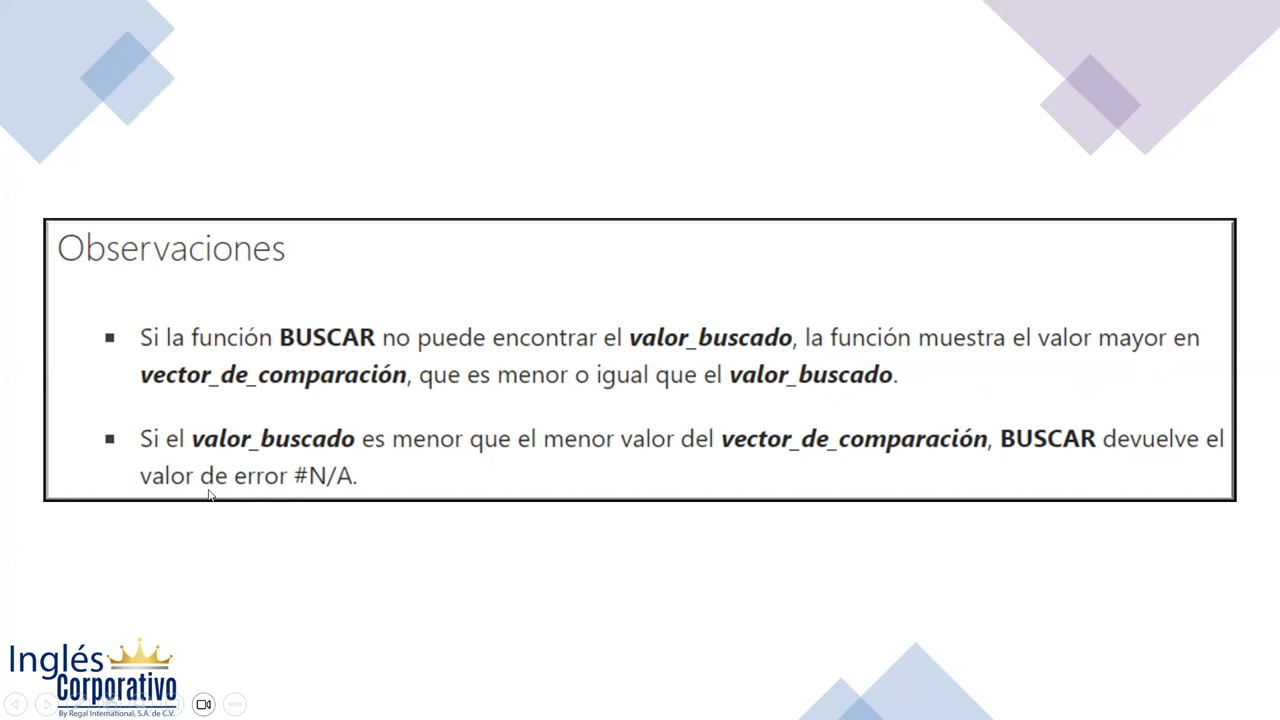 Observaciones
Si la función BUSCAR no puede encontrar el valor_buscado, la función muestra el valor mayor en
vector_de_comparación, que es menor o igual que el valor_buscado.
Si el valor_buscado es menor que el menor valor del vector_de_comparación, BUSCAR devuelve el
valor de error #N/A.
Inglés
Corporativo
By Regal International, S.A. de C.V.